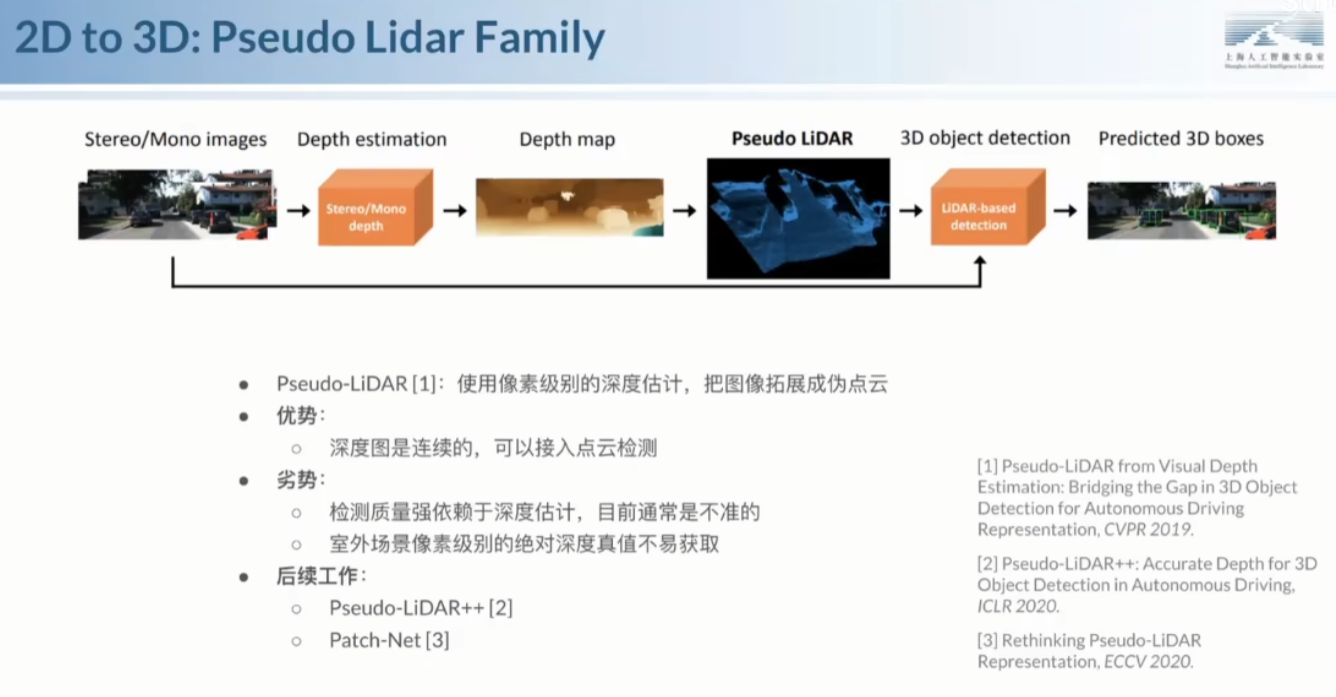 2D to 3D: Pseudo Lidar Family
上海人工智能实验室
Shanghai Artificial Intelligence Laboratory
Stereo/Mono images
Depth estimation
Depth map
Pseudo LiDAR
3D object detection
Predicted 3D boxes
Stereo/Mono
depth
LiDAR-based
detection
● Pseudo-LiDAR [1]：使用像素级别的深度估计，把图像拓展成伪点云
● 优势：
○ 深度图是连续的，可以接入点云检测
● 劣势：
○ 检测质量强依赖于深度估计，目前通常是不准的
○ 室外场景像素级别的绝对深度真值不易获取
● 后续工作：
○ Pseudo-LiDAR++ [2]
○ Patch-Net [3]
[1] Pseudo-LiDAR from Visual Depth
Estimation: Bridging the Gap in 3D Object
Detection for Autonomous Driving
Representation, CVPR 2019.
[2] Pseudo-LiDAR++: Accurate Depth for 3D
Object Detection in Autonomous Driving,
ICLR 2020.
[3] Rethinking Pseudo-LiDAR
Representation, ECCV 2020.